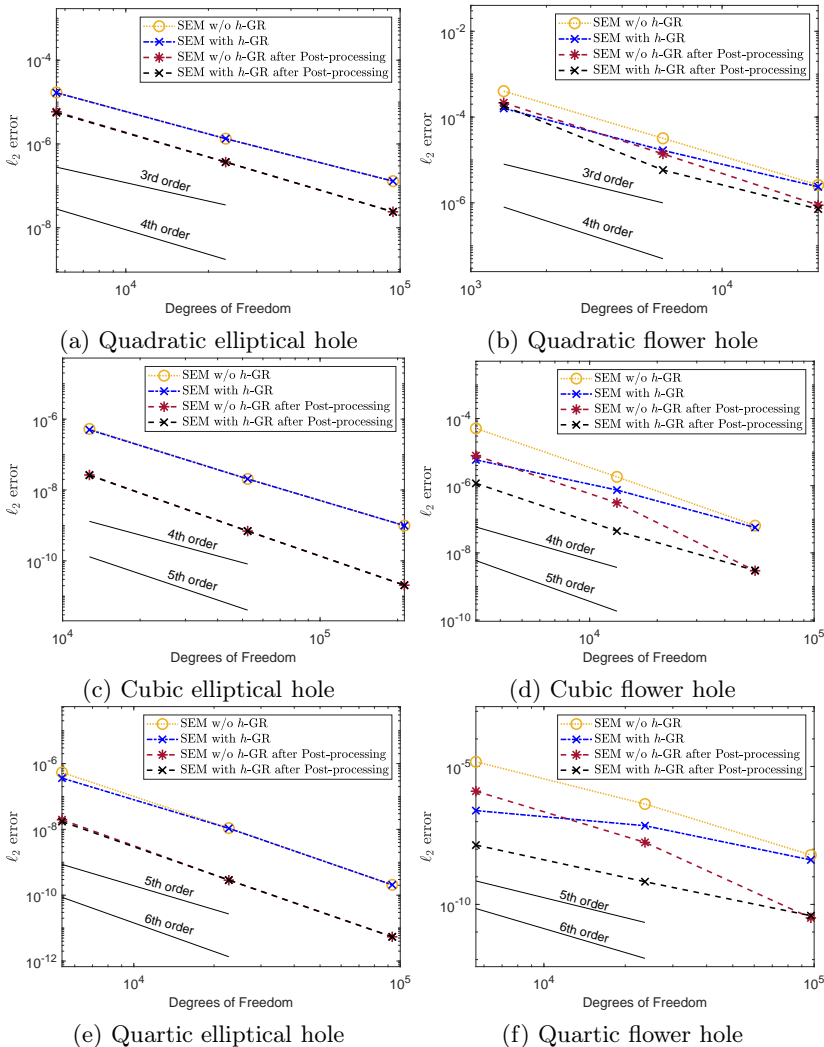 SEM w/o h-GR
SEM with h-GR
SEM w/o h-GR after Post-processing
SEM with h-GR after Post-processing
10^-4
10^-6
10^-8
ℓ2 error
3rd order
4th order
10^4
10^5
Degrees of Freedom
(a) Quadratic elliptical hole
SEM w/o h-GR
SEM with h-GR
SEM w/o h-GR after Post-processing
SEM with h-GR after Post-processing
10^-2
10^-4
10^-6
ℓ2 error
3rd order
4th order
10^3
10^4
Degrees of Freedom
(b) Quadratic flower hole
SEM w/o h-GR
SEM with h-GR
SEM w/o h-GR after Post-processing
SEM with h-GR after Post-processing
10^-6
10^-8
10^-10
ℓ2 error
4th order
5th order
10^4
10^5
Degrees of Freedom
(c) Cubic elliptical hole
SEM w/o h-GR
SEM with h-GR
SEM w/o h-GR after Post-processing
SEM with h-GR after Post-processing
10^-4
10^-6
10^-8
10^-10
ℓ2 error
4th order
5th order
10^4
10^5
Degrees of Freedom
(d) Cubic flower hole
SEM w/o h-GR
SEM with h-GR
SEM w/o h-GR after Post-processing
SEM with h-GR after Post-processing
10^-6
10^-8
10^-10
10^-12
ℓ2 error
5th order
6th order
10^4
10^5
Degrees of Freedom
(e) Quartic elliptical hole
SEM w/o h-GR
SEM with h-GR
SEM w/o h-GR after Post-processing
SEM with h-GR after Post-processing
10^-5
10^-10
ℓ2 error
5th order
6th order
10^4
10^5
Degrees of Freedom
(f) Quartic flower hole